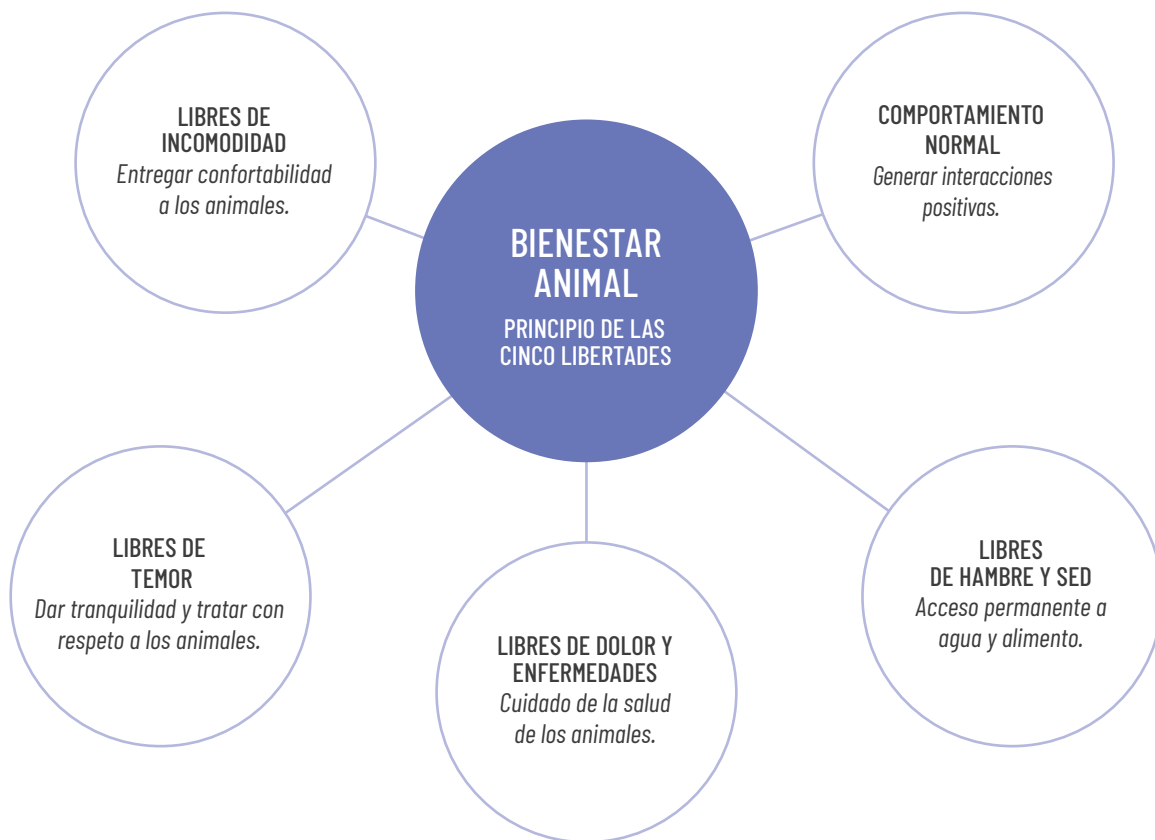 LIBRES DE
INCOMODIDAD
Entregar confortabilidad
a los animales.
COMPORTAMIENTO
NORMAL
Generar interacciones
positivas.
BIENESTAR
ANIMAL
PRINCIPIO DE LAS
CINCO LIBERTADES
LIBRES DE
TEMOR
Dar tranquilidad y tratar con
respeto a los animales.
LIBRES DE DOLOR Y
ENFERMEDADES
Cuidado de la salud
de los animales.
LIBRES
DE HAMBRE Y SED
Acceso permanente a
agua y alimento.